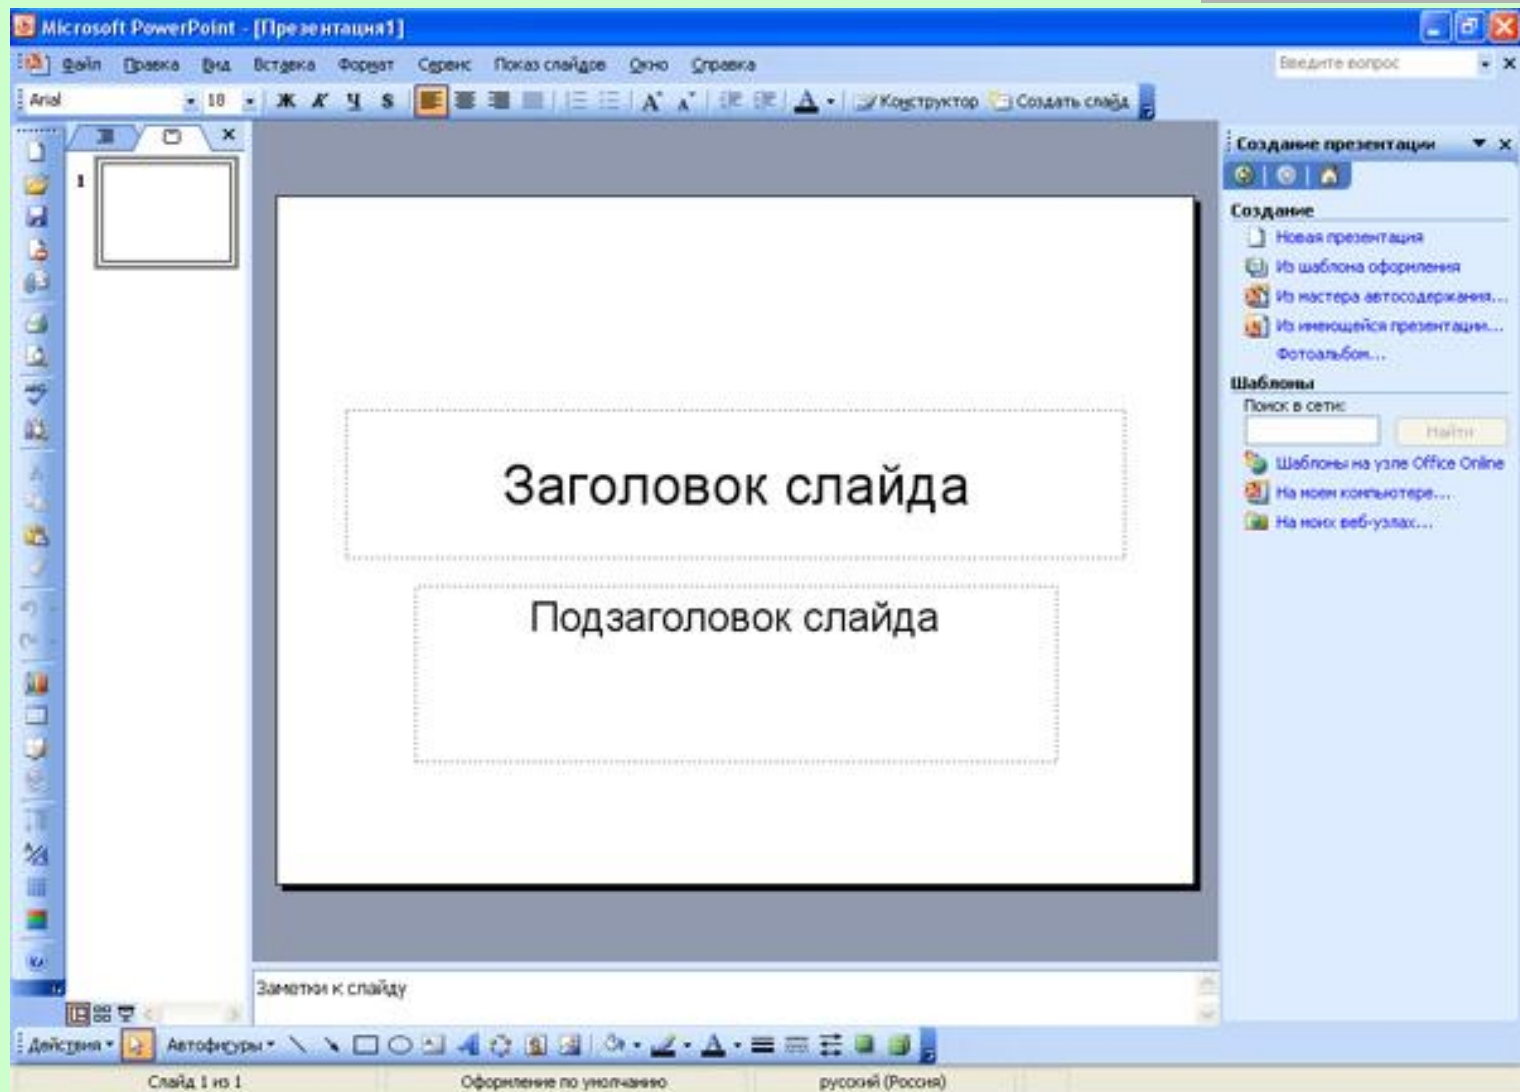 Microsoft PowerPoint - [Презентация1]
Файл Правка Вид Вставка Формат Сервис Показ слайдов Окно Справка Введите вопрос
Arial 18 Ж К Ч S A A A Конструктор Создать слайд
1
Создание презентации
Создание
Новая презентация
Из шаблона оформления
Из мастера автосодержания...
Из имеющейся презентации...
Фотоальбом...
Шаблоны
Поиск в сети:
Найти
Шаблоны на узле Office Online
На моем компьютере...
На моих веб-узлах...
Заголовок слайда
Подзаголовок слайда
Заметки к слайду
Действия Автофигуры A
Слайд 1 из 1 Оформление по умолчанию русский (Россия)